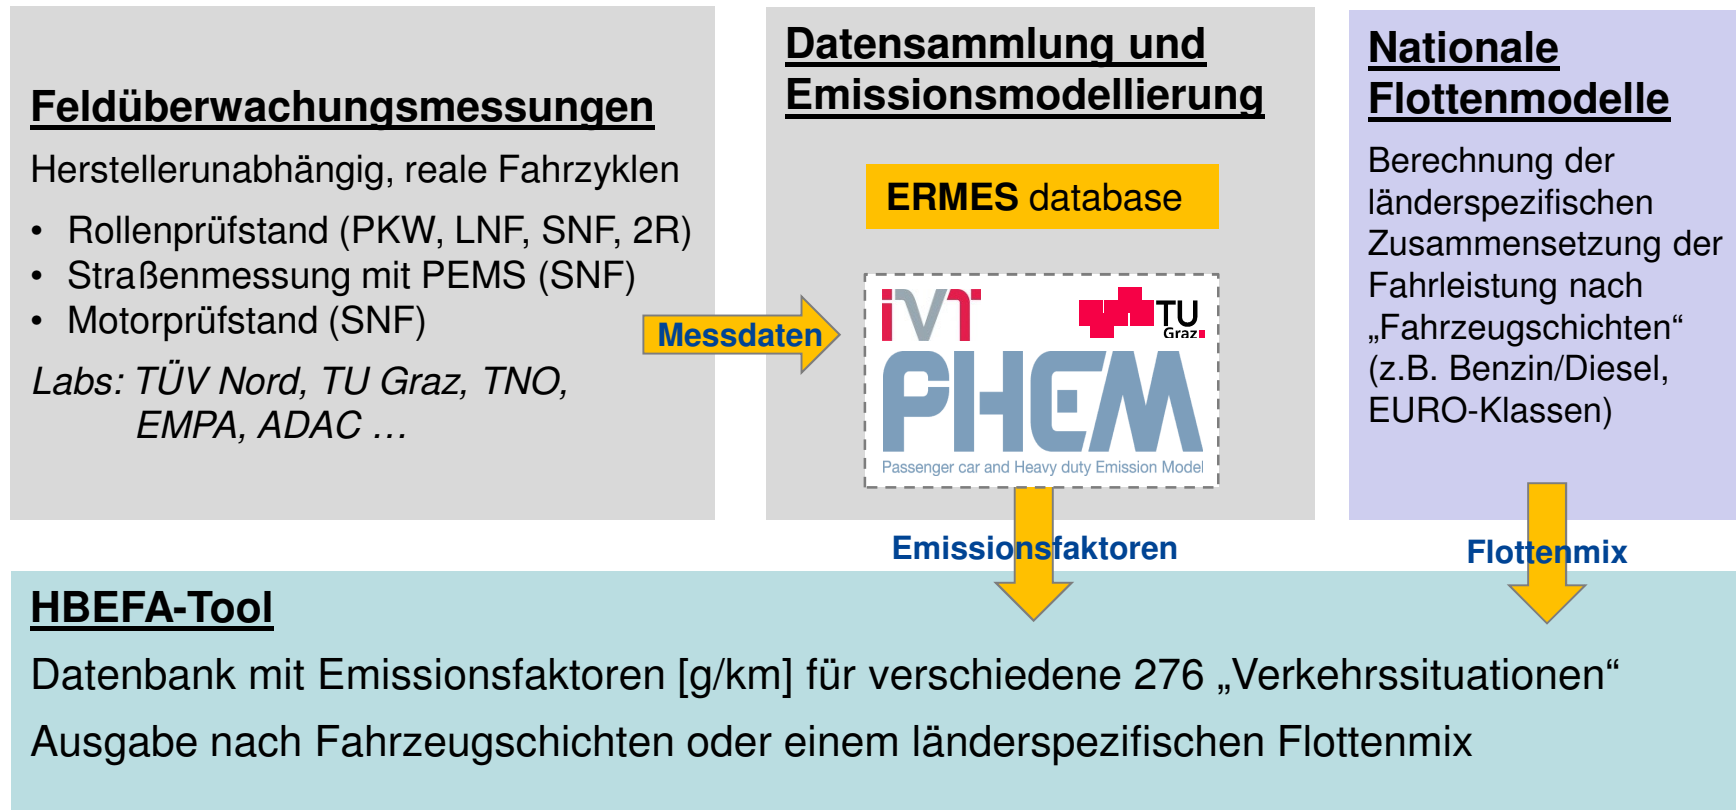 Feldüberwachungsmessungen
Herstellerunabhängig, reale Fahrzyklen
• Rollenprüfstand (PKW, LNF, SNF, 2R)
• Straßenmessung mit PEMS (SNF)
• Motorprüfstand (SNF)
Labs: TÜV Nord, TU Graz, TNO,
EMPA, ADAC …
Messdaten
Datensammlung und
Emissionsmodellierung
ERMES database
iVT
TU
Graz
PHEM
Passenger car and Heavy duty Emission Model
Emissionsfaktoren
Nationale
Flottenmodelle
Berechnung der
länderspezifischen
Zusammensetzung der
Fahrleistung nach
„Fahrzeugschichten“
(z.B. Benzin/Diesel,
EURO-Klassen)
Flottenmix
HBEFA-Tool
Datenbank mit Emissionsfaktoren [g/km] für verschiedene 276 „Verkehrssituationen“
Ausgabe nach Fahrzeugschichten oder einem länderspezifischen Flottenmix